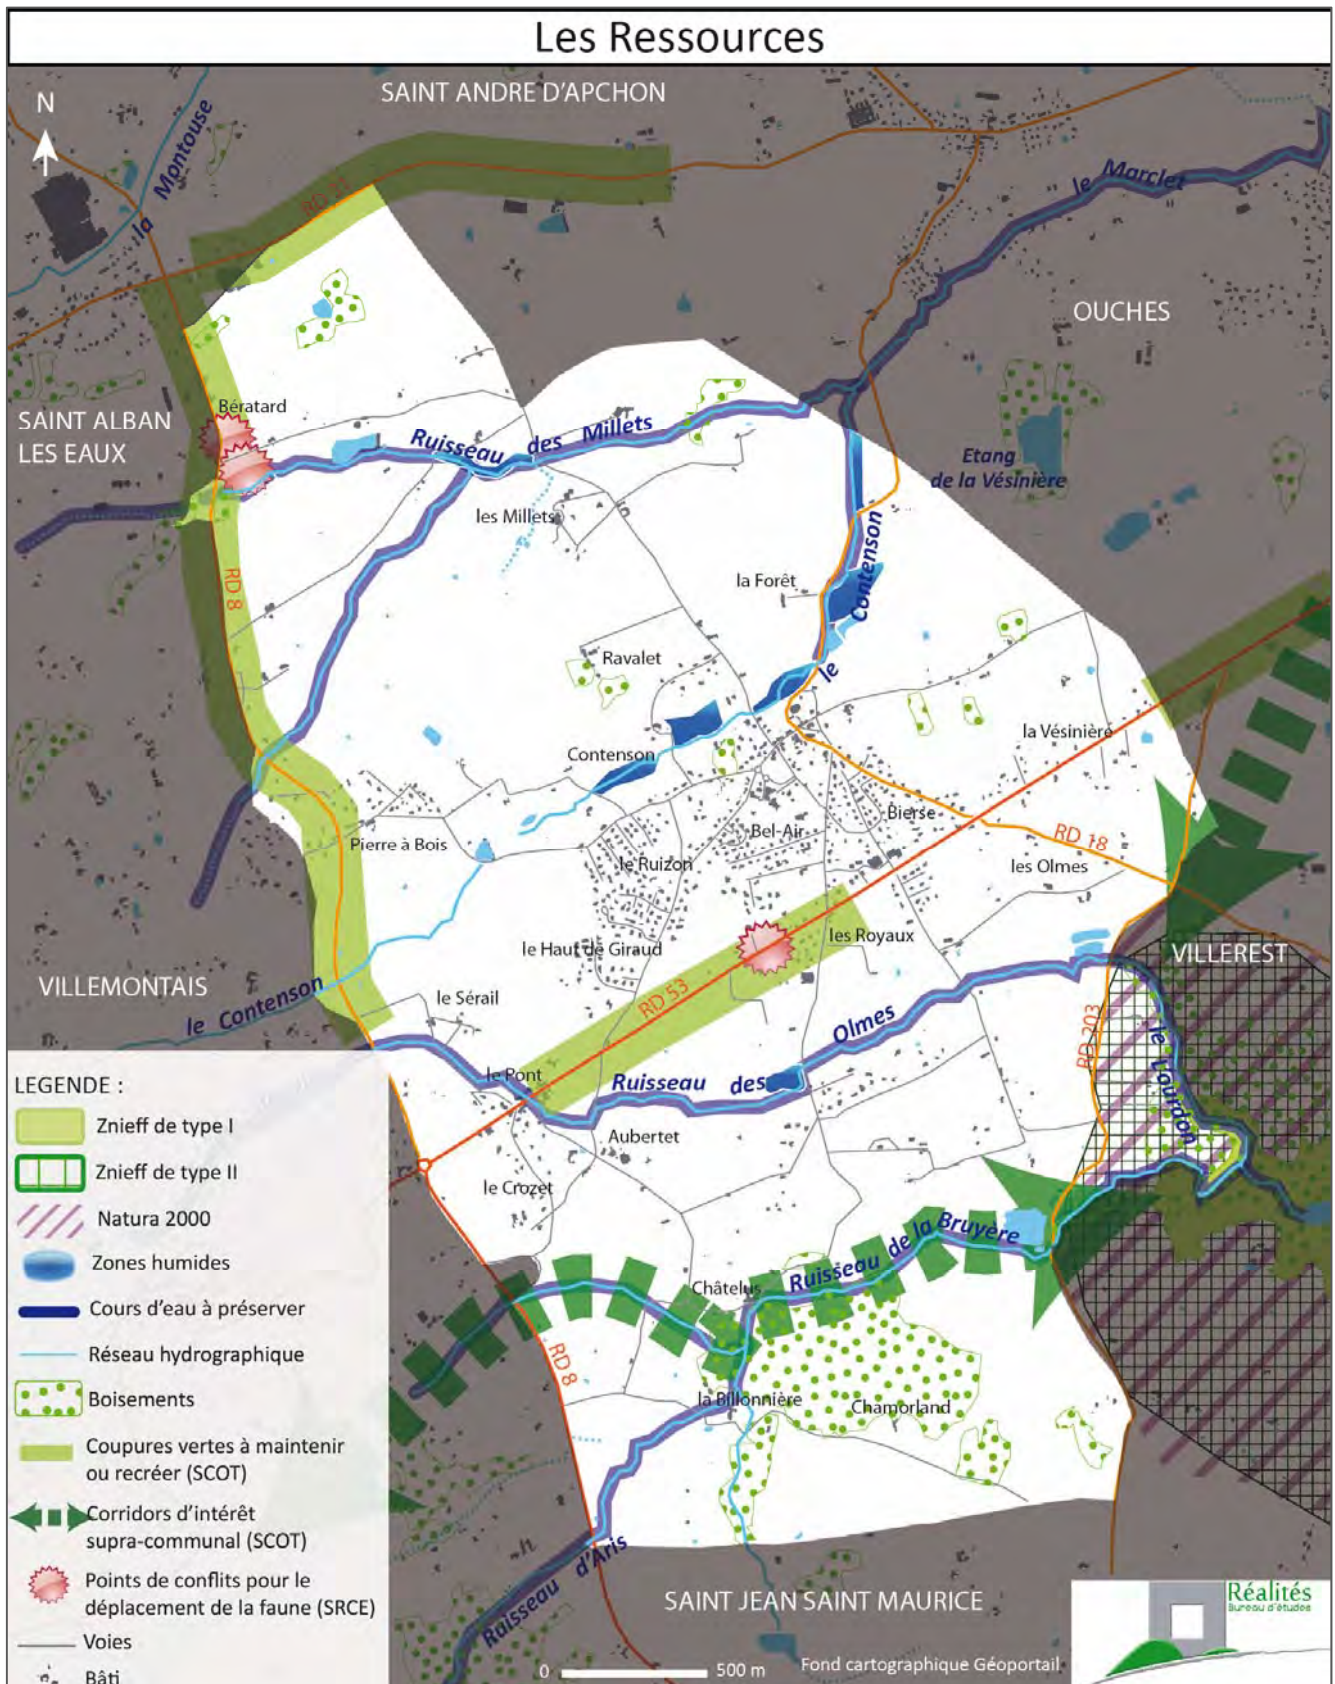 Les Ressources
SAINT ANDRE D'APCHON
N
la Montouse
RD 11
le Marclet
OUCHES
SAINT ALBAN
LES EAUX
Bératard
Ruisseau des Millets
Etang
de la Vésinière
les Millets
le Contenson
la Forêt
RD 8
Ravalet
Contenson
la Vésinière
Pierre à Bois
Bierse
Bel-Air
RD 18
le Ruizon
les Olmes
le Haut de Giraud
les Royaux
VILLEREST
VILLEMONTAIS
le Contenson
le Sérail
RD 53
RD 203
le Lourdon
le Pont
Ruisseau des Olmes
Aubertet
le Crozet
Ruisseau de la Bruyère
Châtelus
RD 8
la Billonnière
Chamorland
Ruisseau d'Aris
SAINT JEAN SAINT MAURICE
LEGENDE :
Znieff de type I
Znieff de type II
Natura 2000
Zones humides
Cours d'eau à préserver
Réseau hydrographique
Boisements
Coupures vertes à maintenir
ou recréer (SCOT)
Corridors d'intérêt
supra-communal (SCOT)
Points de conflits pour le
déplacement de la faune (SRCE)
Voies
Bâti
0 500 m
Fond cartographique Géoportail
Réalités
Bureau d'études